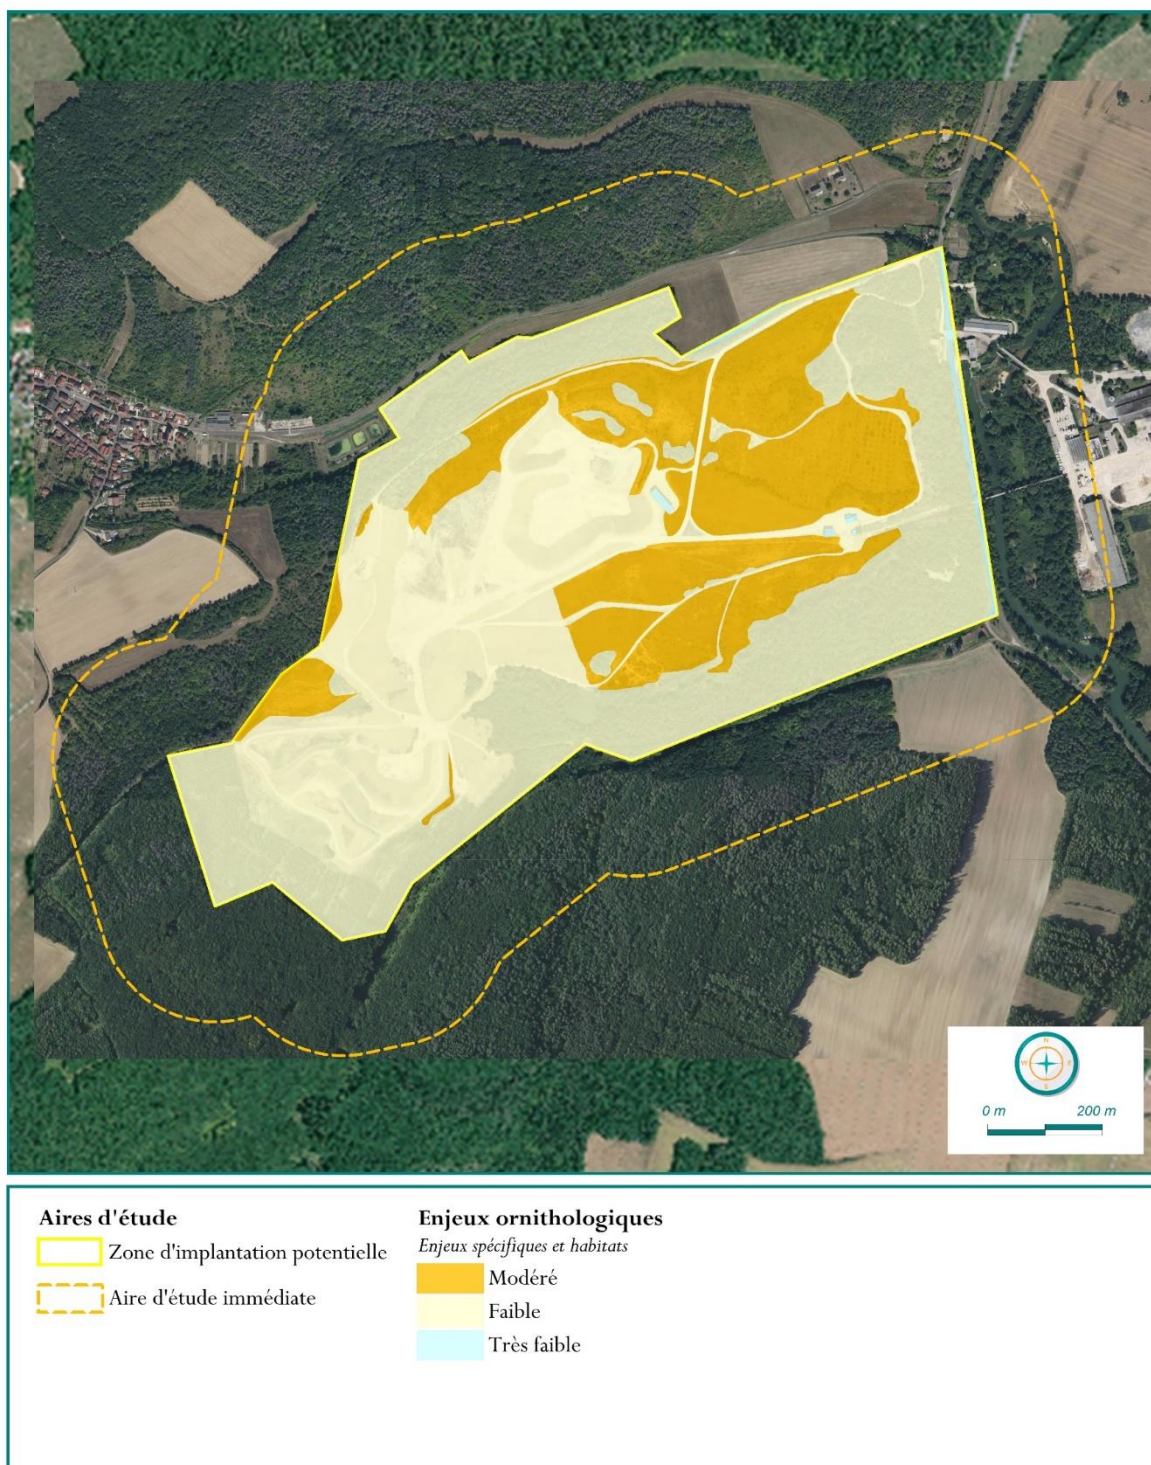 N
W E
S
0 m 200 m
Aires d'étude
Zone d'implantation potentielle
Aire d'étude immédiate
Enjeux ornithologiques
Enjeux spécifiques et habitats
Modéré
Faible
Très faible